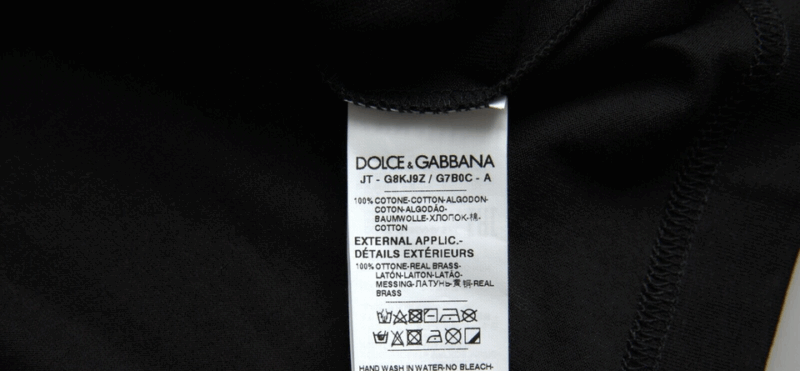 DOLCE & GABBANA
JT - G8KJ9Z / G7B0C - A
100% COTONE-COTTON-ALGODON-
COTON-ALGODÃO-
BAUMWOLLE-ХЛОПОК-棉-
COTTON
EXTERNAL APPLIC.-
DÉTAILS EXTÉRIEURS
100% OTTONE-REAL BRASS-
LATÓN-LAITON-LATÃO-
MESSING-ЛАТУНЬ-黄铜-REAL
BRASS
HAND WASH IN WATER-NO BLEACH-